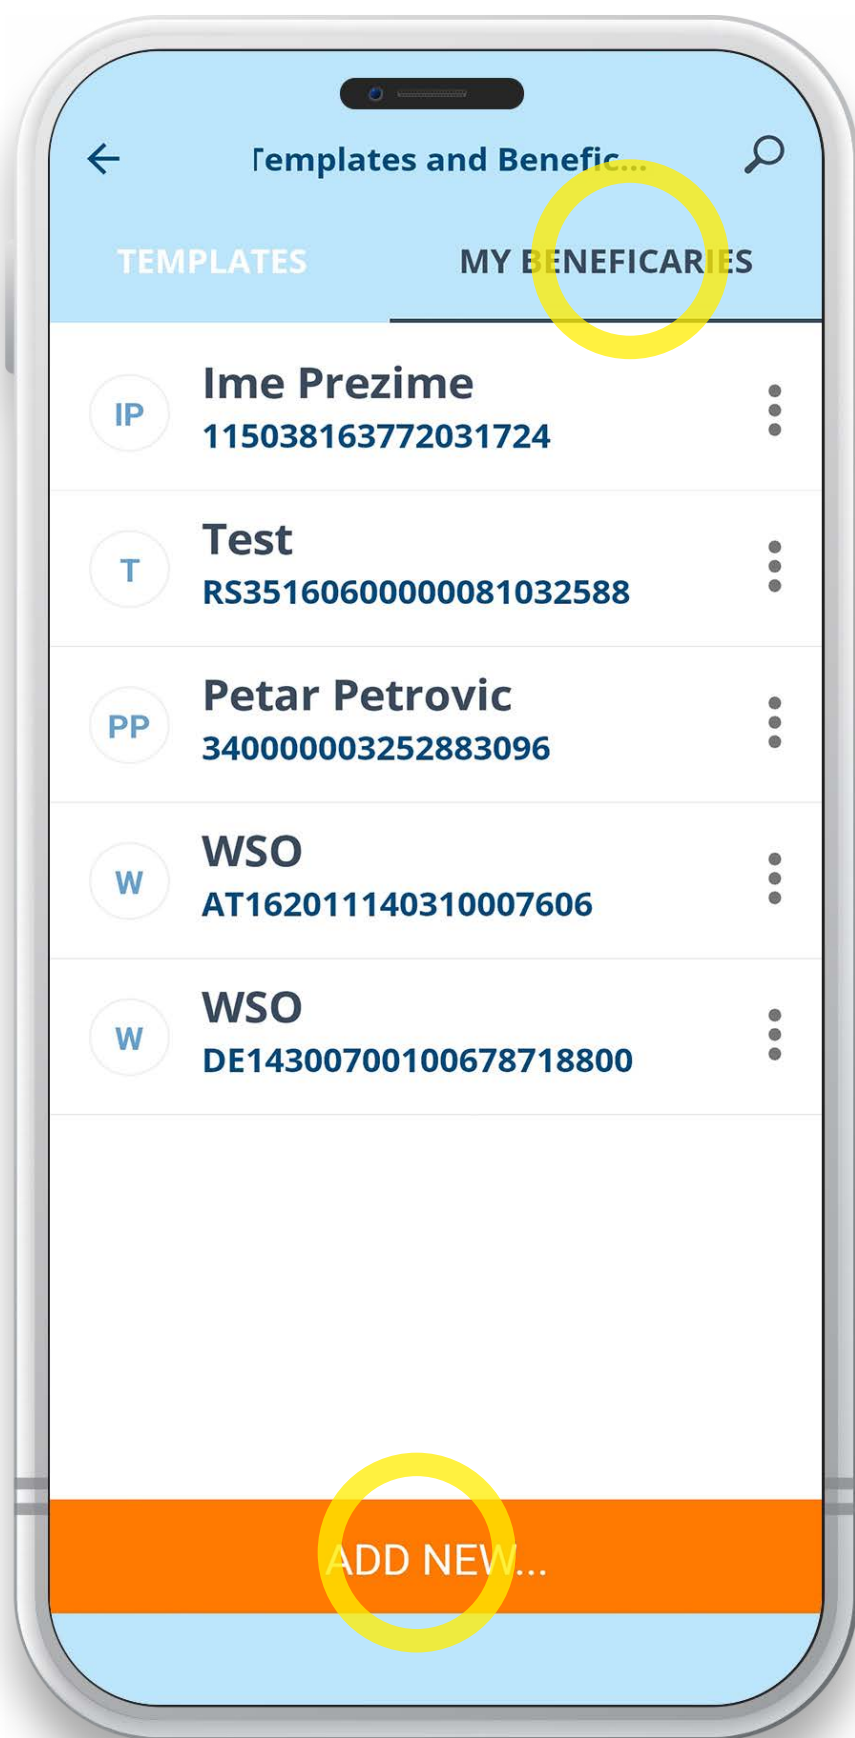 Templates and Benefic...
TEMPLATES
MY BENEFICARIES
IP
Ime Prezime
115038163772031724
T
Test
RS35160600000081032588
PP
Petar Petrovic
340000003252883096
W
WSO
AT162011140310007606
W
WSO
DE14300700100678718800
ADD NEW...